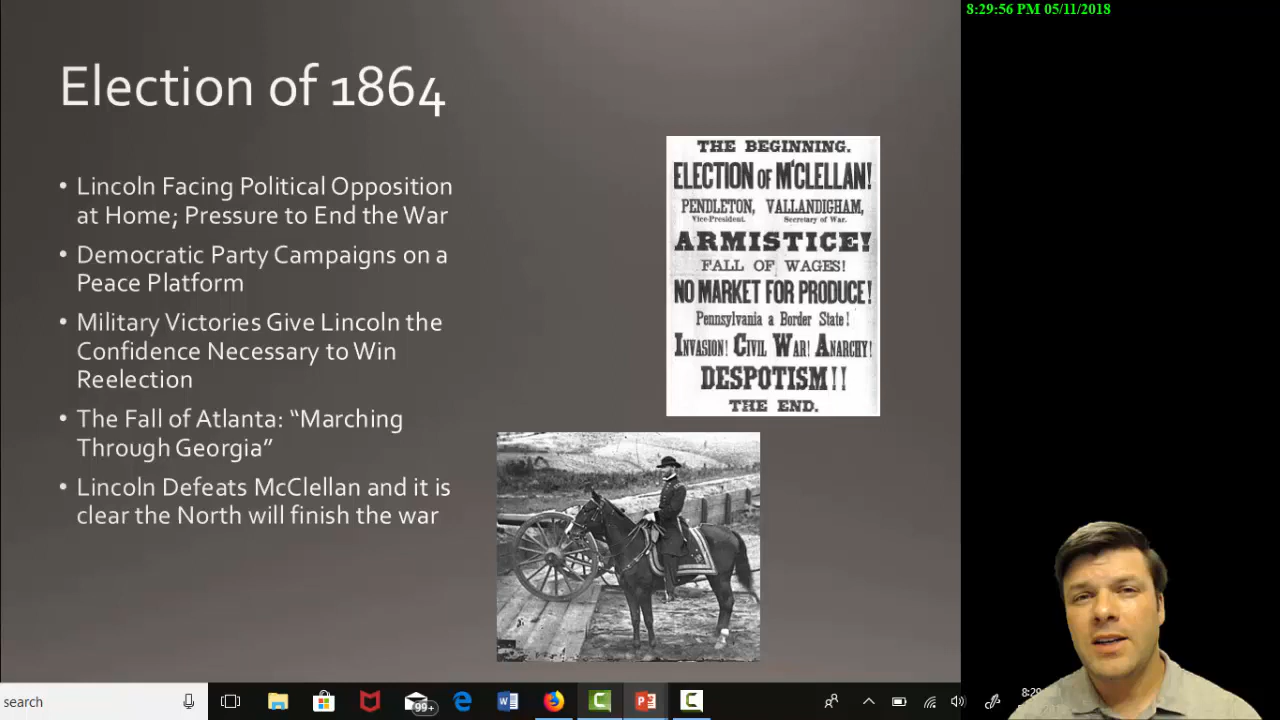 8:29:56 PM 05/11/2018
Election of 1864
• Lincoln Facing Political Opposition
at Home; Pressure to End the War
• Democratic Party Campaigns on a
Peace Platform
• Military Victories Give Lincoln the
Confidence Necessary to Win
Reelection
• The Fall of Atlanta: “Marching
Through Georgia”
• Lincoln Defeats McClellan and it is
clear the North will finish the war
THE BEGINNING.
ELECTION OF M‘CLELLAN!
PENDLETON, VALLANDIGHAM,
Vice-President. Secretary of War.
ARMISTICE!
FALL OF WAGES!
NO MARKET FOR PRODUCE!
Pennsylvania a Border State!
INVASION! CIVIL WAR! ANARCHY!
DESPOTISM!!
THE END.
search
99+
8:29